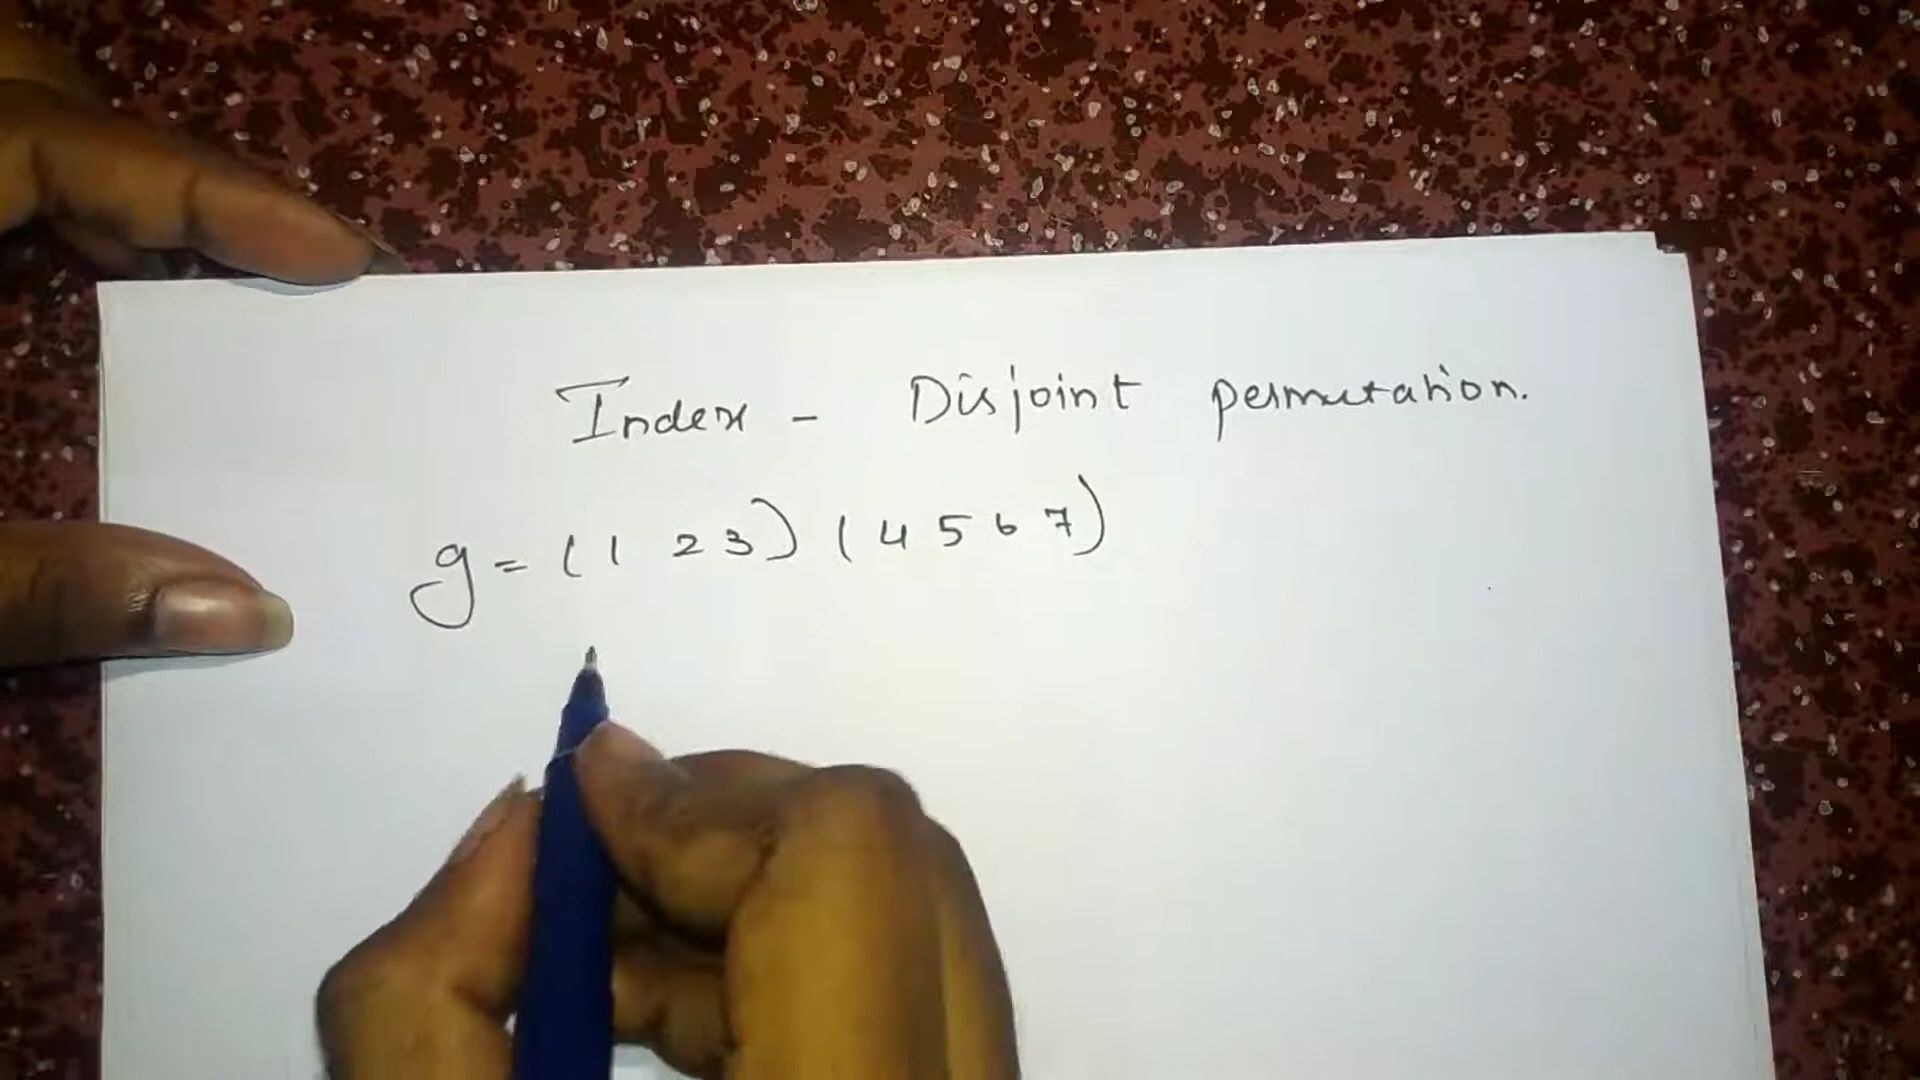 Index - Disjoint permutation.
g = (1 2 3) (4 5 6 7)